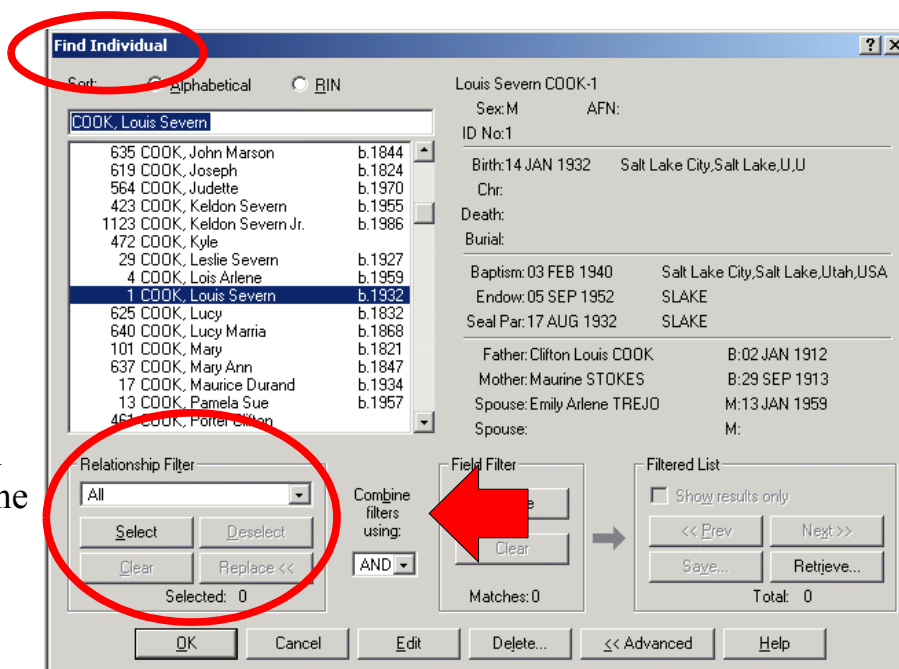 Find Individual
Sort: Alphabetical RIN
COOK, Louis Severn
635 COOK, John Marson b.1844
619 COOK, Joseph b.1824
564 COOK, Judette b.1970
423 COOK, Keldon Severn b.1955
1123 COOK, Keldon Severn Jr. b.1986
472 COOK, Kyle
29 COOK, Leslie Severn b.1927
4 COOK, Lois Arlene b.1959
1 COOK, Louis Severn b.1932
625 COOK, Lucy b.1832
640 COOK, Lucy Marria b.1868
101 COOK, Mary b.1821
637 COOK, Mary Ann b.1847
17 COOK, Maurice Durand b.1934
13 COOK, Pamela Sue b.1957
461 COOK, Porter Clifton
Louis Severn COOK-1
Sex: M AFN:
ID No:1
Birth: 14 JAN 1932 Salt Lake City,Salt Lake,U,U
Chr:
Death:
Burial:
Baptism: 03 FEB 1940 Salt Lake City,Salt Lake,Utah,USA
Endow: 05 SEP 1952 SLAKE
Seal Par: 17 AUG 1932 SLAKE
Father: Clifton Louis COOK B:02 JAN 1912
Mother: Maurine STOKES B:29 SEP 1913
Spouse: Emily Arlene TREJO M:13 JAN 1959
Spouse: M:
Relationship Filter
All
Select Deselect
Clear Replace <<
Selected: 0
Combine
filters
using:
AND
Field Filter
Clear
Matches: 0
Filtered List
Show results only
<< Prev Next >>
Save... Retrieve...
Total: 0
OK Cancel Edit Delete... << Advanced Help